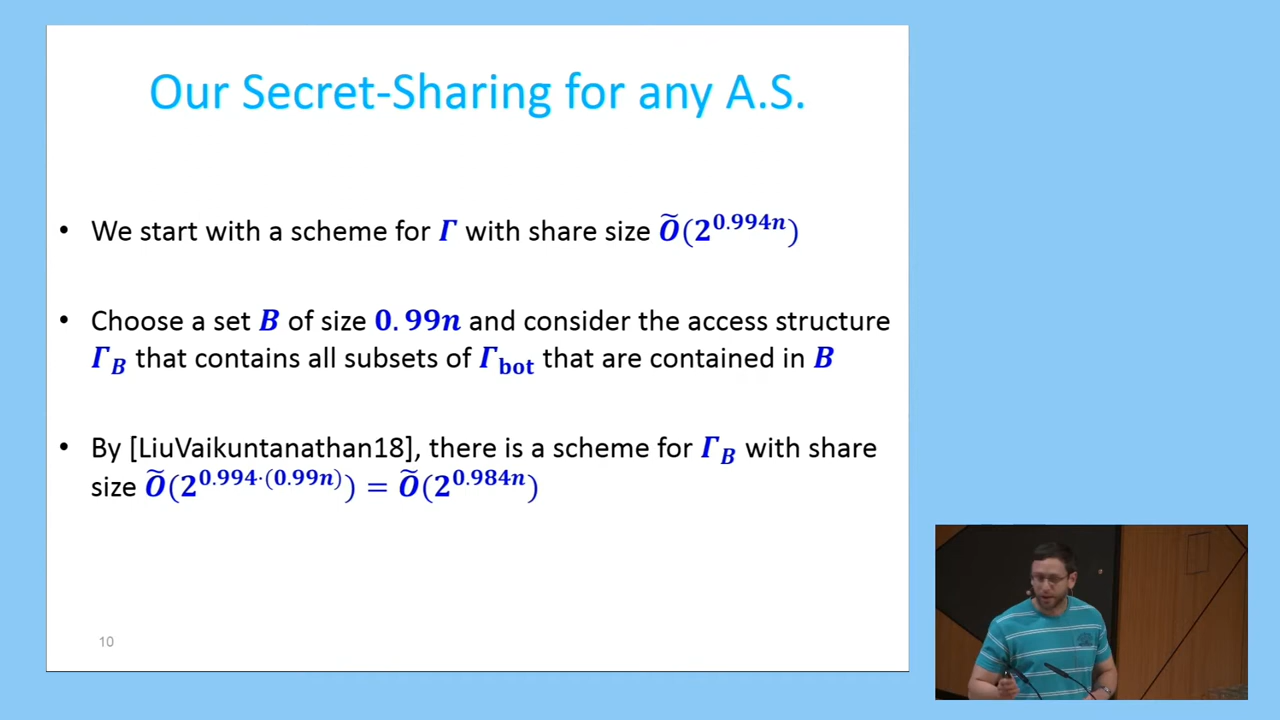 Our Secret-Sharing for any A.S.
• We start with a scheme for Γ with share size Õ(2^0.994n)
• Choose a set B of size 0.99n and consider the access structure
Γ_B that contains all subsets of Γ_bot that are contained in B
• By [LiuVaikuntanathan18], there is a scheme for Γ_B with share
size Õ(2^0.994·(0.99n)) = Õ(2^0.984n)
10